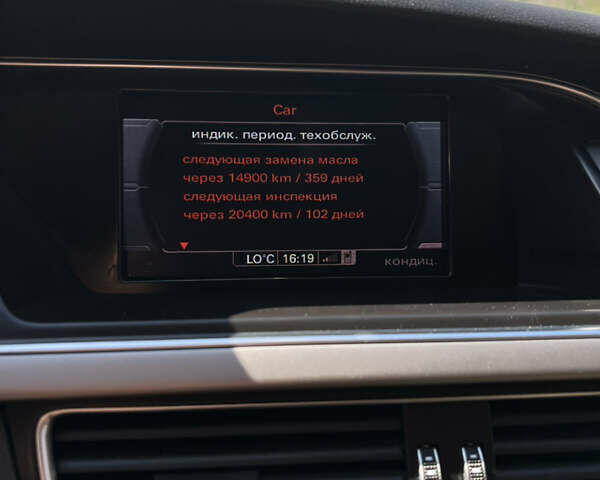 Car
индик. период. техобслуж.
следующая замена масла
через 14900 km / 359 дней
следующая инспекция
через 20400 km / 102 дней
LO°C 16:19
кондиц.